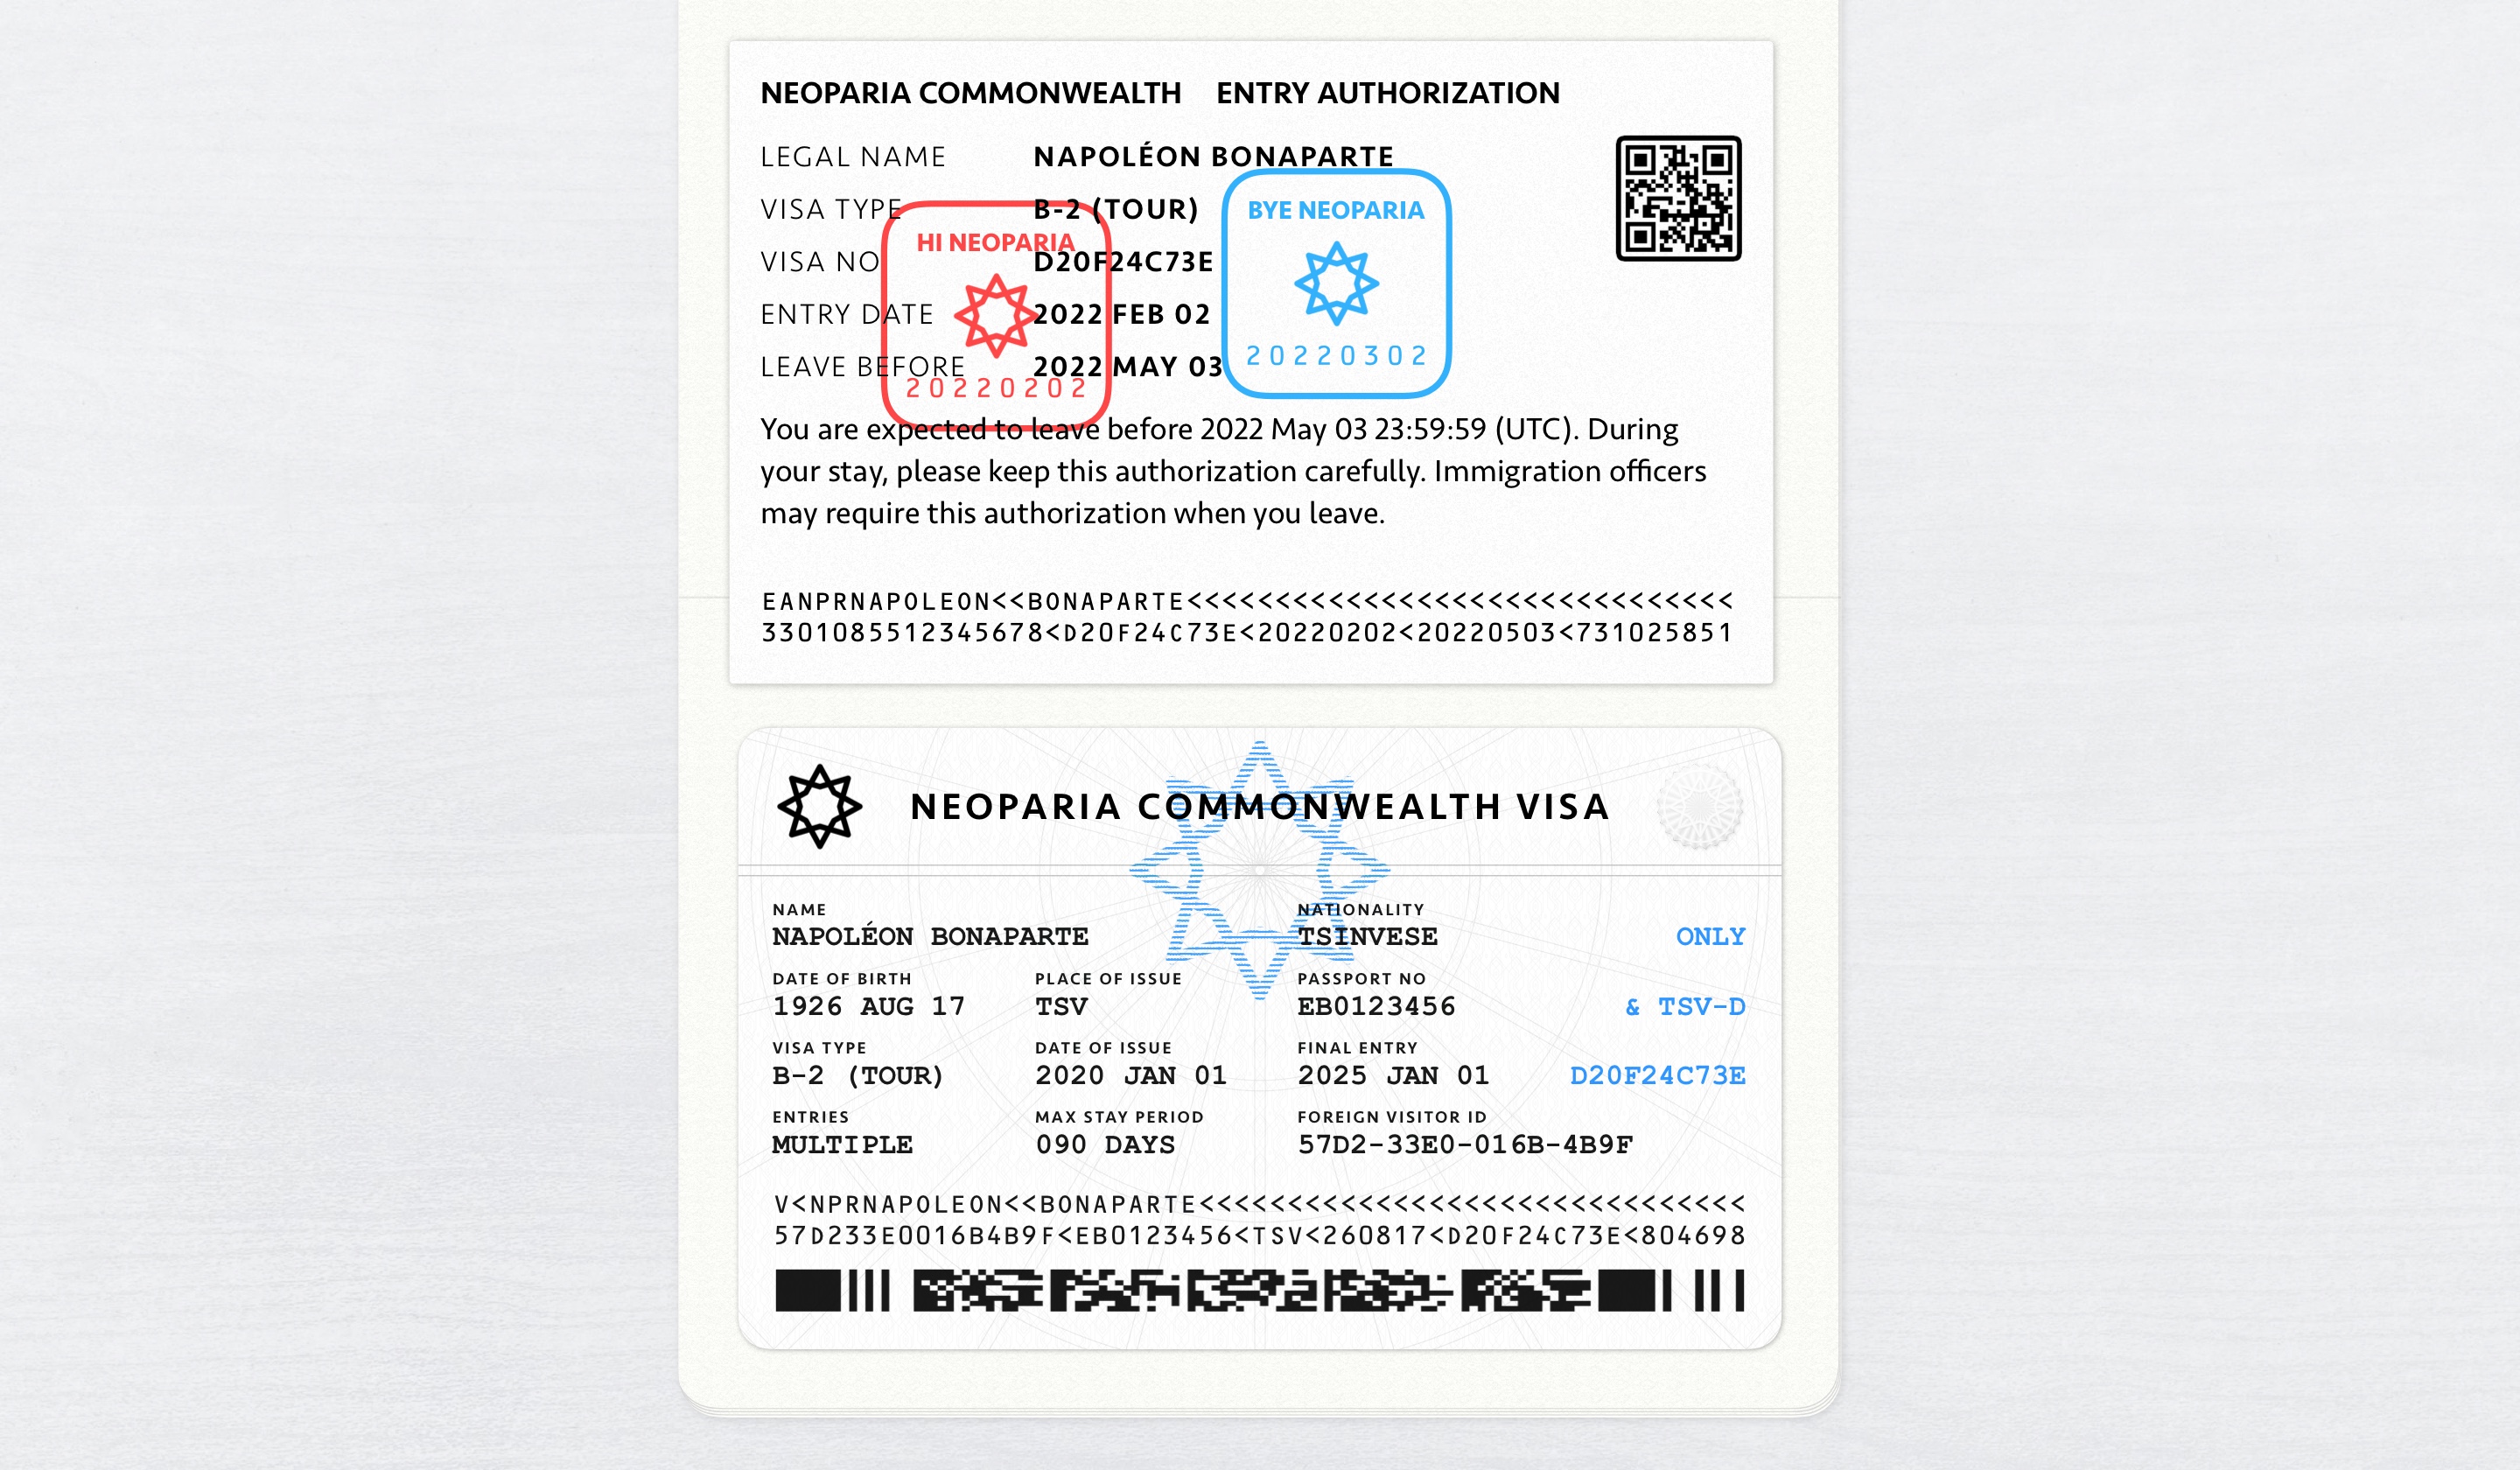 NEOPARIA COMMONWEALTH ENTRY AUTHORIZATION
LEGAL NAME NAPOLÉON BONAPARTE
VISA TYPE B-2 (TOUR)
VISA NO D20F24C73E
ENTRY DATE 2022 FEB 02
LEAVE BEFORE 2022 MAY 03
HI NEOPARIA
20220202
BYE NEOPARIA
20220302
You are expected to leave before 2022 May 03 23:59:59 (UTC). During
your stay, please keep this authorization carefully. Immigration officers
may require this authorization when you leave.
EANPRNAPOLEON<<BONAPARTE<<<<<<<<<<<<<<<<<<<<<<<<<<<<<<<
3301085512345678<D20F24C73E<20220202<20220503<731025851
NEOPARIA COMMONWEALTH VISA
NAME NATIONALITY
NAPOLÉON BONAPARTE TSINVESE ONLY
DATE OF BIRTH PLACE OF ISSUE PASSPORT NO
1926 AUG 17 TSV EB0123456 & TSV-D
VISA TYPE DATE OF ISSUE FINAL ENTRY
B-2 (TOUR) 2020 JAN 01 2025 JAN 01 D20F24C73E
ENTRIES MAX STAY PERIOD FOREIGN VISITOR ID
MULTIPLE 090 DAYS 57D2-33E0-016B-4B9F
V<NPRNAPOLEON<<BONAPARTE<<<<<<<<<<<<<<<<<<<<<<<<<<<<<<<
57D233E0016B4B9F<EB0123456<TSV<260817<D20F24C73E<804698